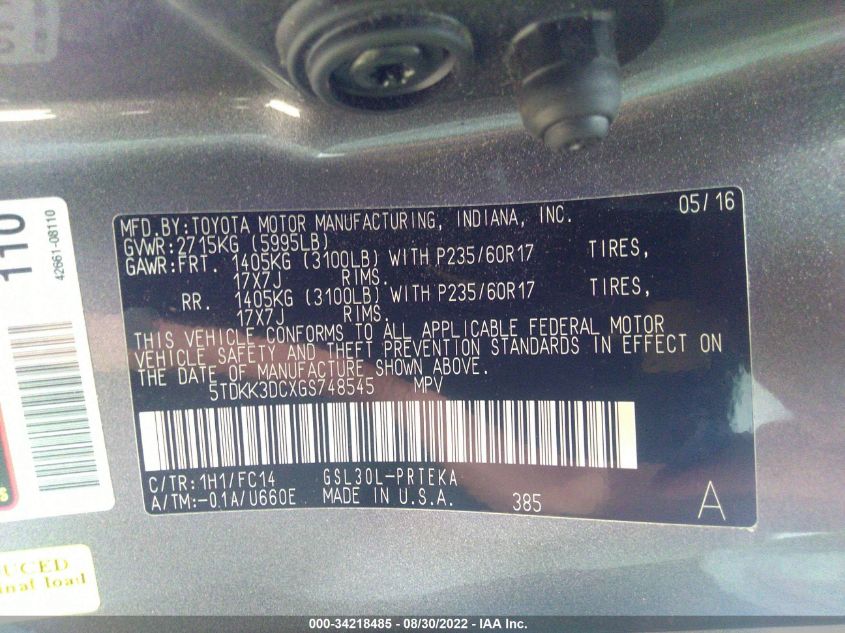 110
42661-08110
MFD.BY:TOYOTA MOTOR MANUFACTURING, INDIANA, INC. 05/16
GVWR:2715KG (5995LB)
GAWR:FRT. 1405KG (3100LB) WITH P235/60R17 TIRES,
17X7J RIMS.
RR. 1405KG (3100LB) WITH P235/60R17 TIRES,
17X7J RIMS.
THIS VEHICLE CONFORMS TO ALL APPLICABLE FEDERAL MOTOR
VEHICLE SAFETY AND THEFT PREVENTION STANDARDS IN EFFECT ON
THE DATE OF MANUFACTURE SHOWN ABOVE.
5TDKK3DCXGS748545 MPV
C/TR:1H1/FC14 GSL30L-PRTEKA
A/TM:-01A/U660E MADE IN U.S.A. 385 A
UCED
inal load
000-34218485 - 08/30/2022 - IAA Inc.